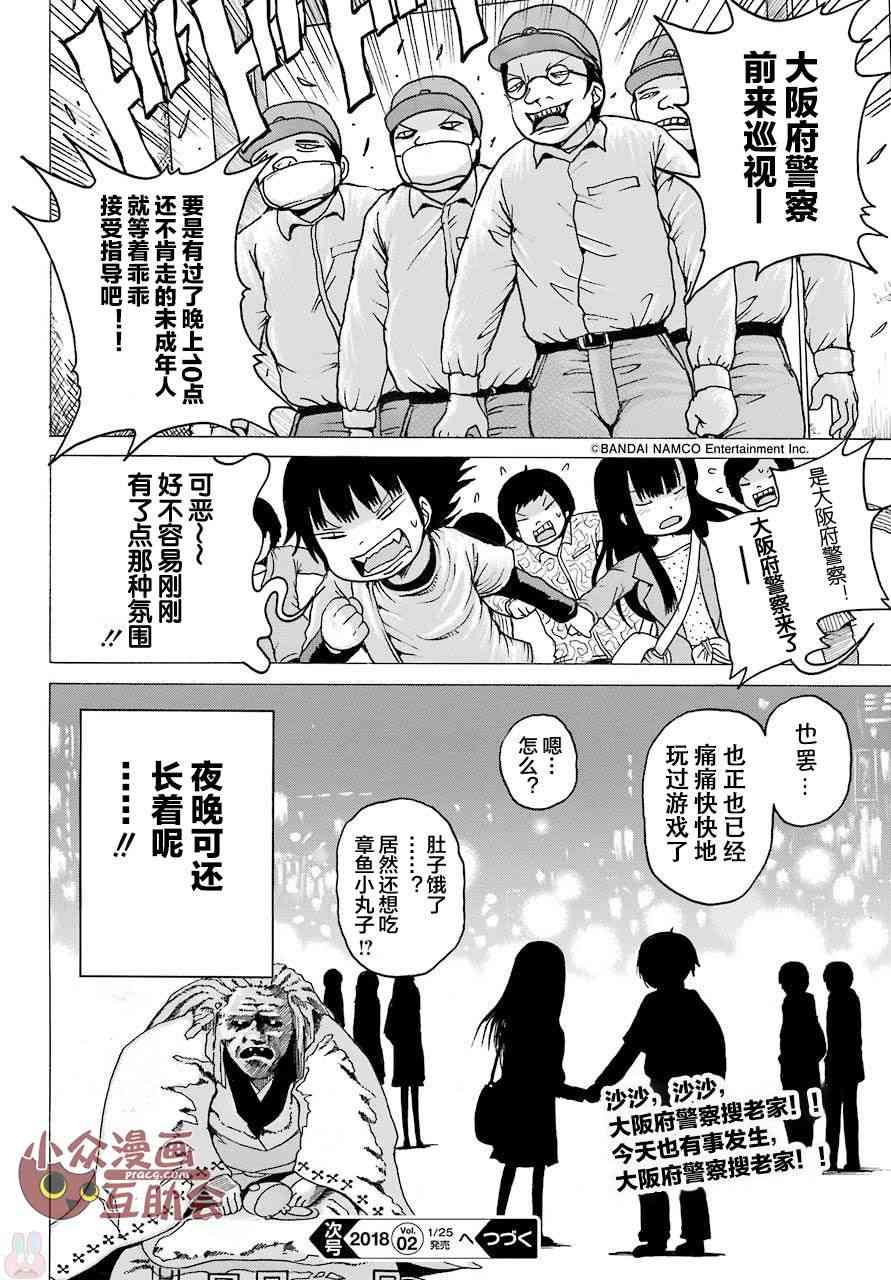 ドドドドド
大阪府警察
前来巡视—
要是有过了晚上10点
还不肯走的未成年人
就等着乖乖
接受指导吧！！
©BANDAI NAMCO Entertainment Inc.
是大阪府警察！
大阪府警察来了
—
可恶～～
好不容易刚刚
有了点那种氛围
!!
也罢…
也正也已经
痛痛快快地
玩过游戏了
嗯…
怎么？
肚子饿了
……？
居然还想吃
章鱼小丸子!?
夜晚可还
长着呢
……!!
沙沙，沙沙，
大阪府警察搜老家！！
今天也有事发生，
大阪府警察搜老家！！
小众漫画
pracg.com
互助会
次号 2018 Vol.02 1/25発売 へつづく